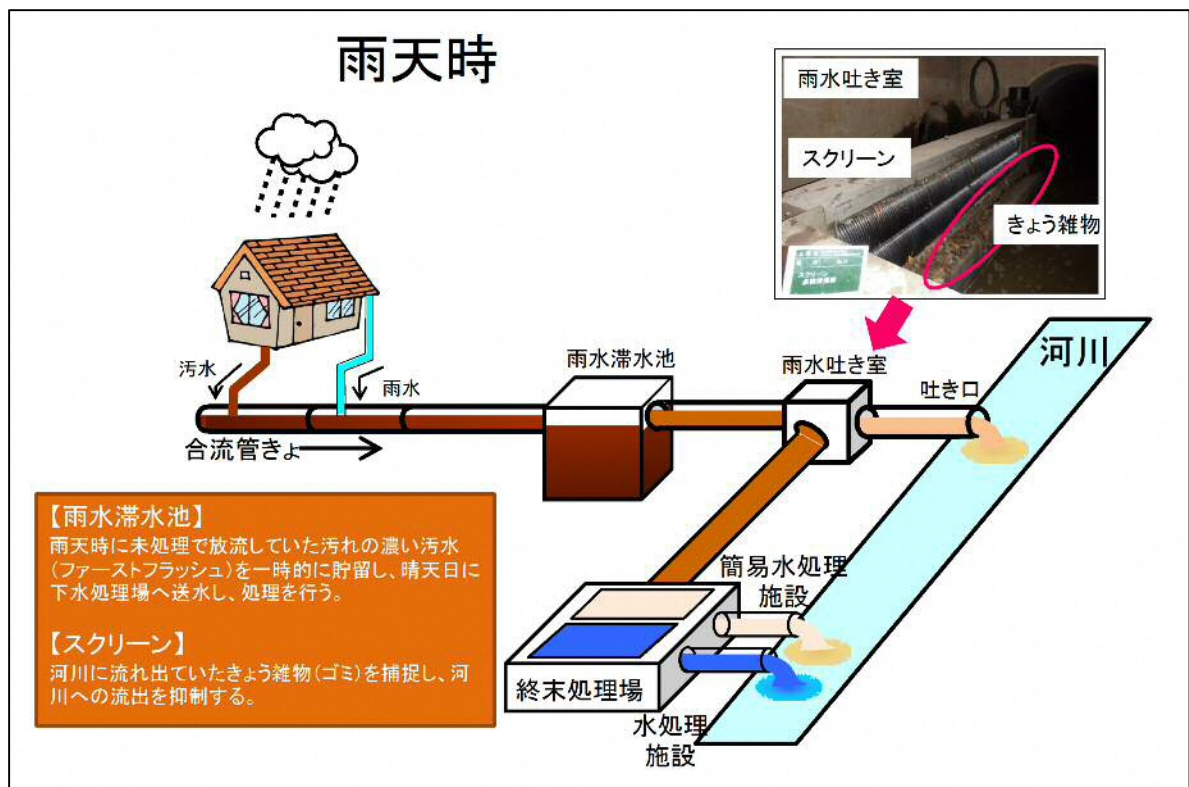 雨天時
雨水吐き室
スクリーン
きょう雑物
スクリーン
河川
雨水滞水池
雨水吐き室
吐き口
汚水
雨水
合流管きょ
【雨水滞水池】
雨天時に未処理で放流していた汚れの濃い汚水
(ファーストフラッシュ)を一時的に貯留し、晴天日に
下水処理場へ送水し、処理を行う。
【スクリーン】
河川に流れ出ていたきょう雑物(ゴミ)を捕捉し、河
川への流出を抑制する。
簡易水処理
施設
終末処理場
水処理
施設